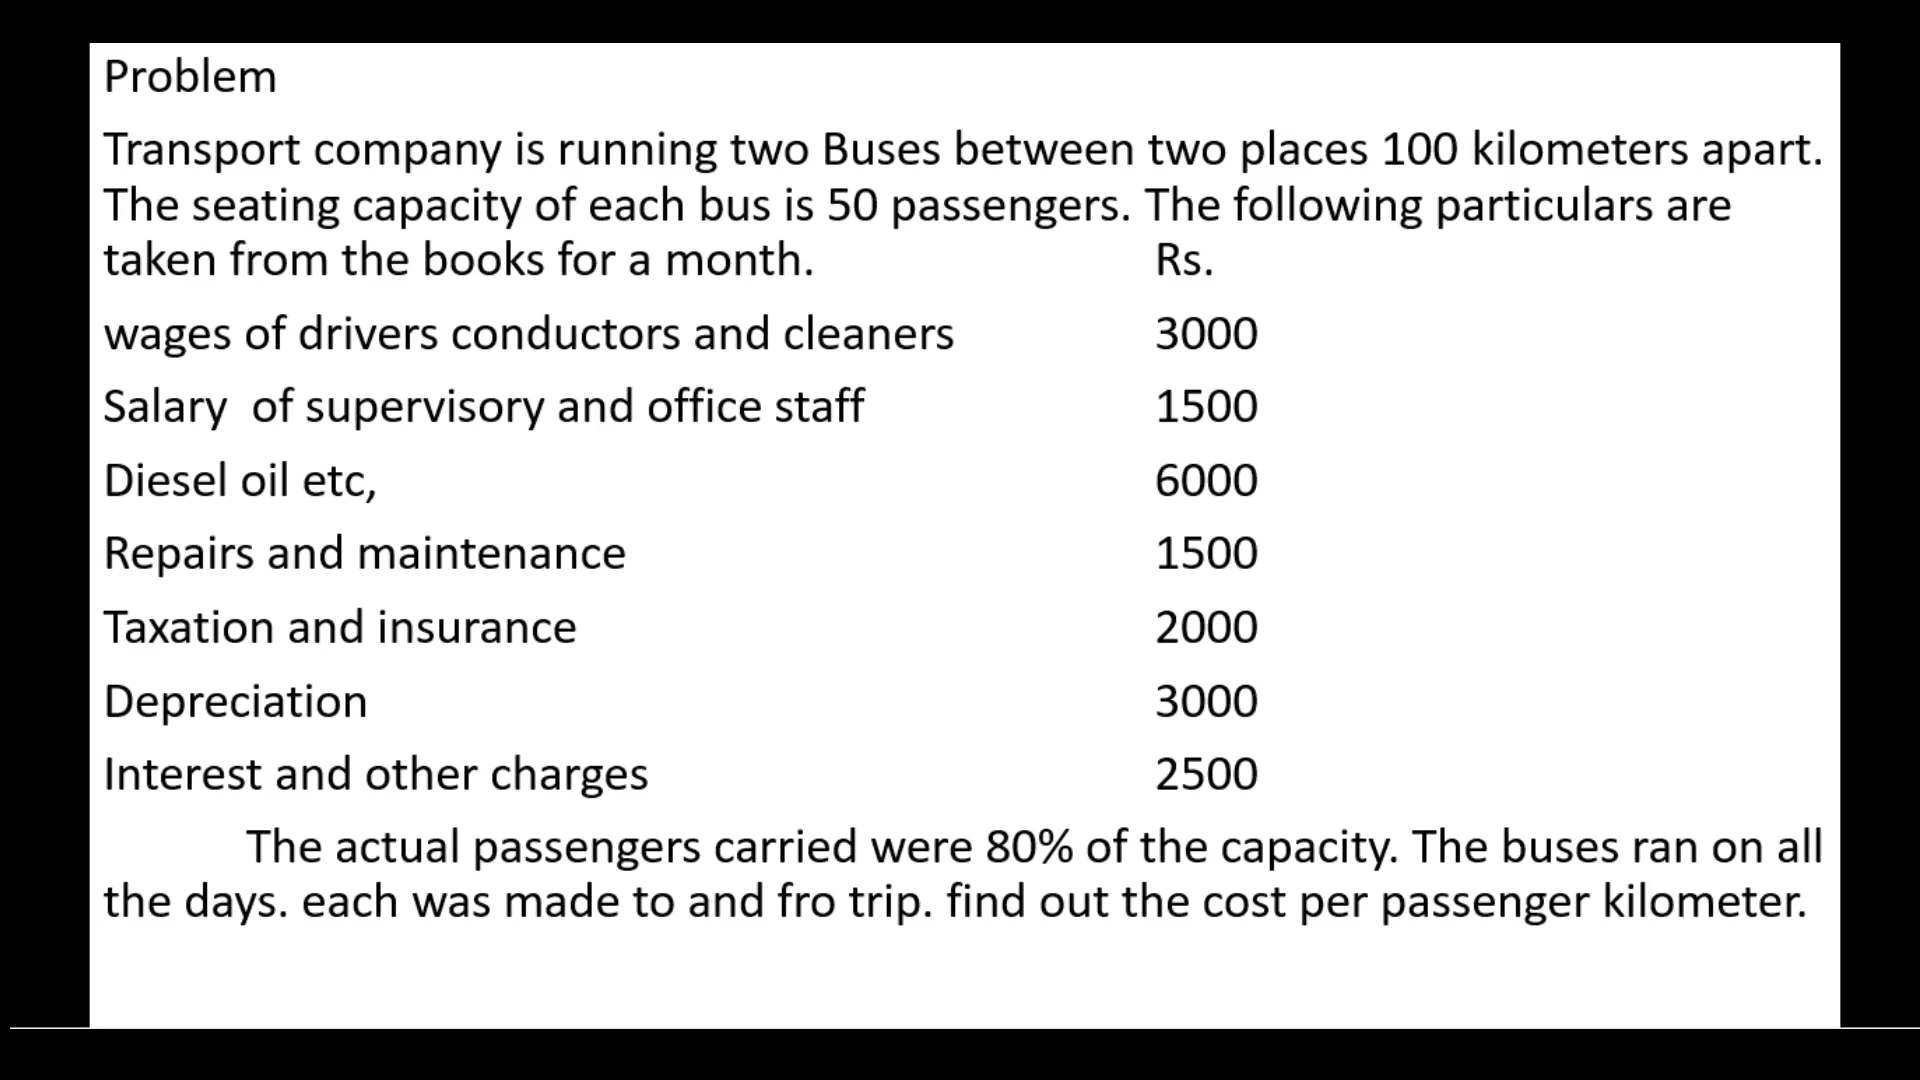 Problem
Transport company is running two Buses between two places 100 kilometers apart.
The seating capacity of each bus is 50 passengers. The following particulars are
taken from the books for a month. Rs.
wages of drivers conductors and cleaners 3000
Salary  of supervisory and office staff 1500
Diesel oil etc, 6000
Repairs and maintenance 1500
Taxation and insurance 2000
Depreciation 3000
Interest and other charges 2500
The actual passengers carried were 80% of the capacity. The buses ran on all
the days. each was made to and fro trip. find out the cost per passenger kilometer.